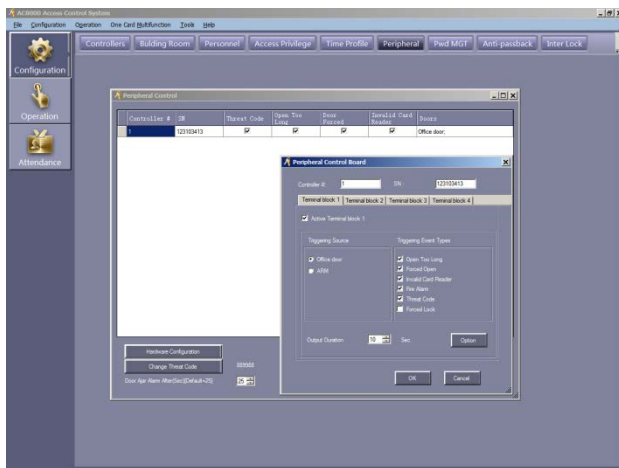 AC8000 Access Control System
File Configuration Operation One Card Multifunction Tools Help
Controllers Bulding Room Personnel Access Privilege Time Profile Peripheral Pwd MGT Anti-passback Inter Lock
Configuration
Operation
Attendance
Peripheral Control
Controller # SN Threat Code Open Too Long Door Forced Invalid Card Reader Doors
1 123103413 Office door;
Peripheral Control Board
Controller #: 1 SN : 123103413
Terminal block 1 Terminal block 2 Terminal block 3 Terminal block 4
Active Terminal block 1
Triggering Source Triggering Event Types
Office door Open Too Long
ARM Forced Open
Invalid Card Reader
Fire Alarm
Threat Code
Forced Lock
Output Duration: 10 Sec Option
OK Cancel
Hardware Configuration
Change Threat Code
Door Ajar Alarm After(Sec)(Default=25) 25